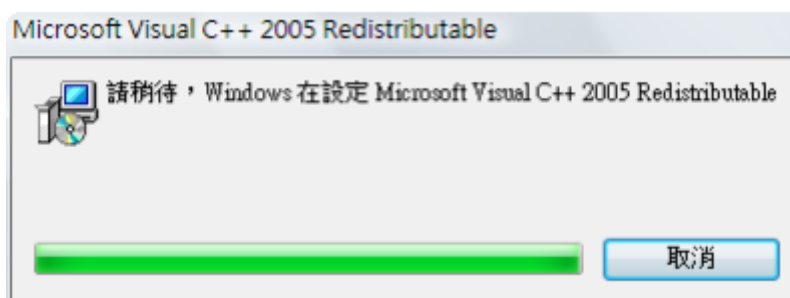 Microsoft Visual C++ 2005 Redistributable
請稍待，Windows 在設定 Microsoft Visual C++ 2005 Redistributable
取消